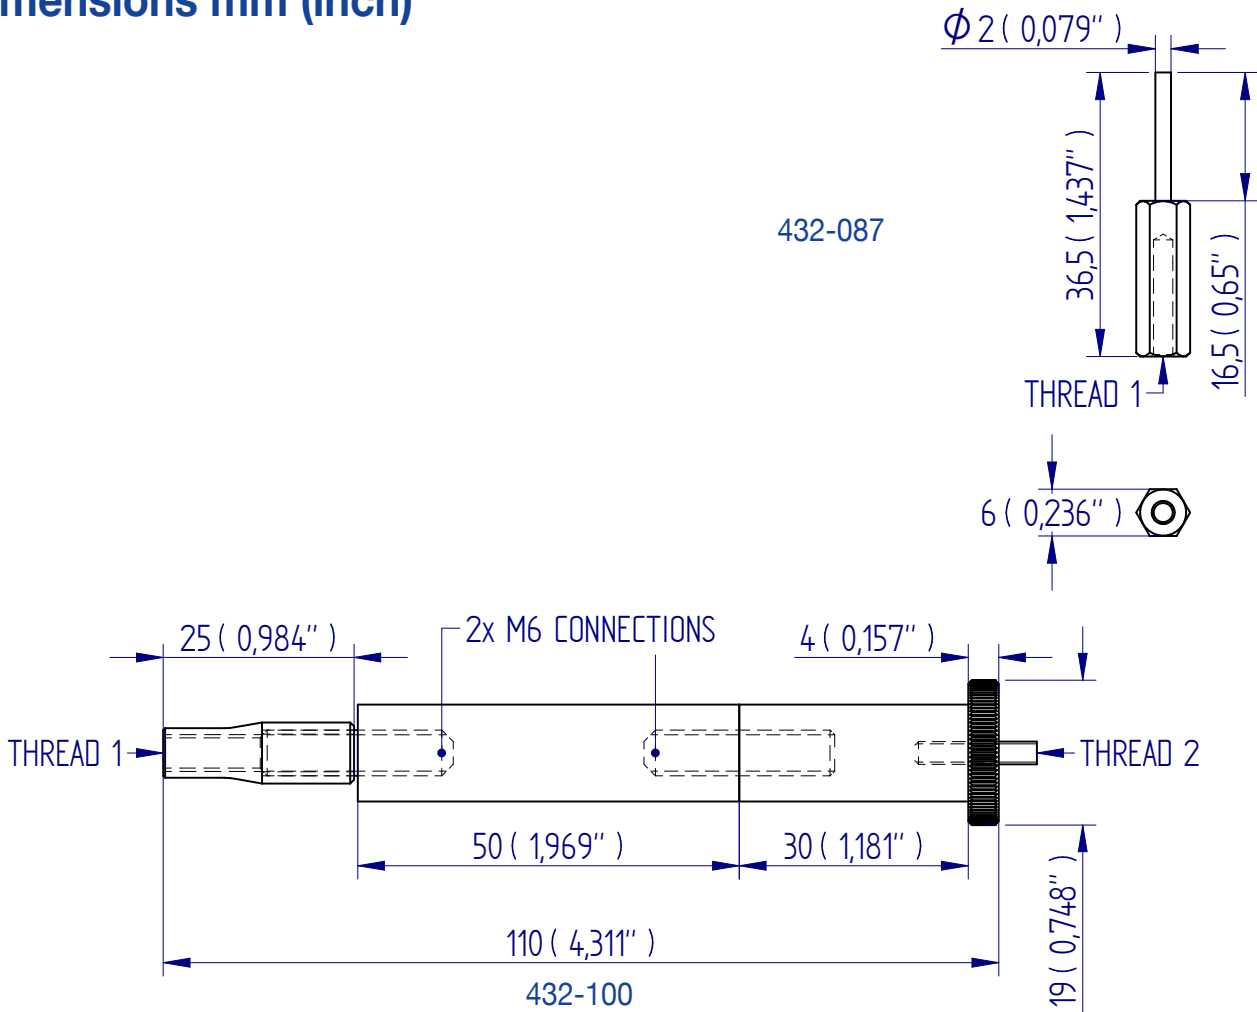 mensions mm (inch)
ϕ 2 ( 0,079" )
36,5 ( 1,437" )
432-087
16,5 ( 0,65" )
THREAD 1
6 ( 0,236" )
25 ( 0,984" )
2x M6 CONNECTIONS
4 ( 0,157" )
THREAD 1
THREAD 2
50 ( 1,969" )
30 ( 1,181" )
19 ( 0,748" )
110 ( 4,311" )
432-100